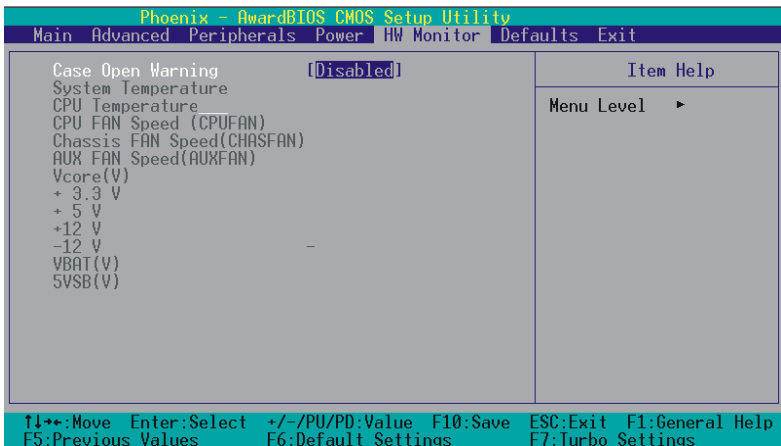 Phoenix - AwardBIOS CMOS Setup Utility
Main Advanced Peripherals Power HW Monitor Defaults Exit
Case Open Warning [Disabled]
System Temperature
CPU Temperature
CPU FAN Speed (CPUFAN)
Chassis FAN Speed(CHASFAN)
AUX FAN Speed(AUXFAN)
Vcore(V)
+ 3.3 V
+ 5 V
+12 V
-12 V -
VBAT(V)
5VSB(V)
Item Help
Menu Level ►
↑↓→←:Move Enter:Select +/-/PU/PD:Value F10:Save ESC:Exit F1:General Help
F5:Previous Values F6:Default Settings F7:Turbo Settings